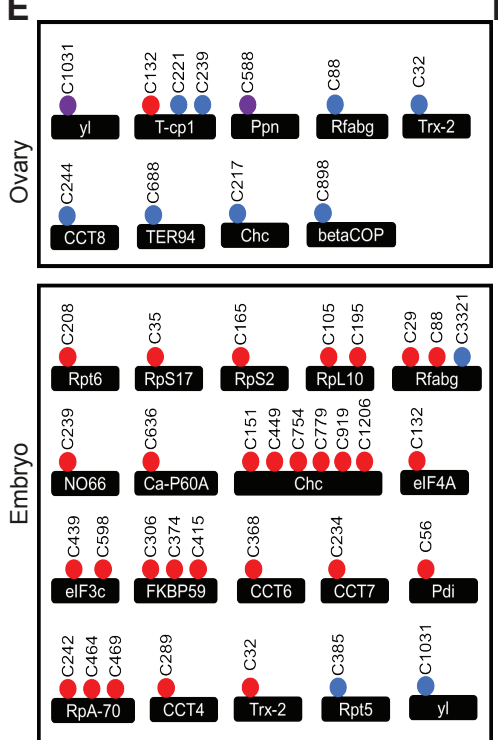 E
Ovary
C1031 C132 C221 C239 C588 C88 C32
yl T-cp1 Ppn Rfabg Trx-2
C244 C688 C217 C898
CCT8 TER94 Chc betaCOP
Embryo
C208 C35 C165 C105 C195 C29 C88 C3321
Rpt6 RpS17 RpS2 RpL10 Rfabg
C239 C636 C151 C449 C754 C779 C919 C1206 C132
NO66 Ca-P60A Chc eIF4A
C439 C598 C306 C374 C415 C368 C234 C56
eIF3c FKBP59 CCT6 CCT7 Pdi
C242 C464 C469 C289 C32 C385 C1031
RpA-70 CCT4 Trx-2 Rpt5 yl